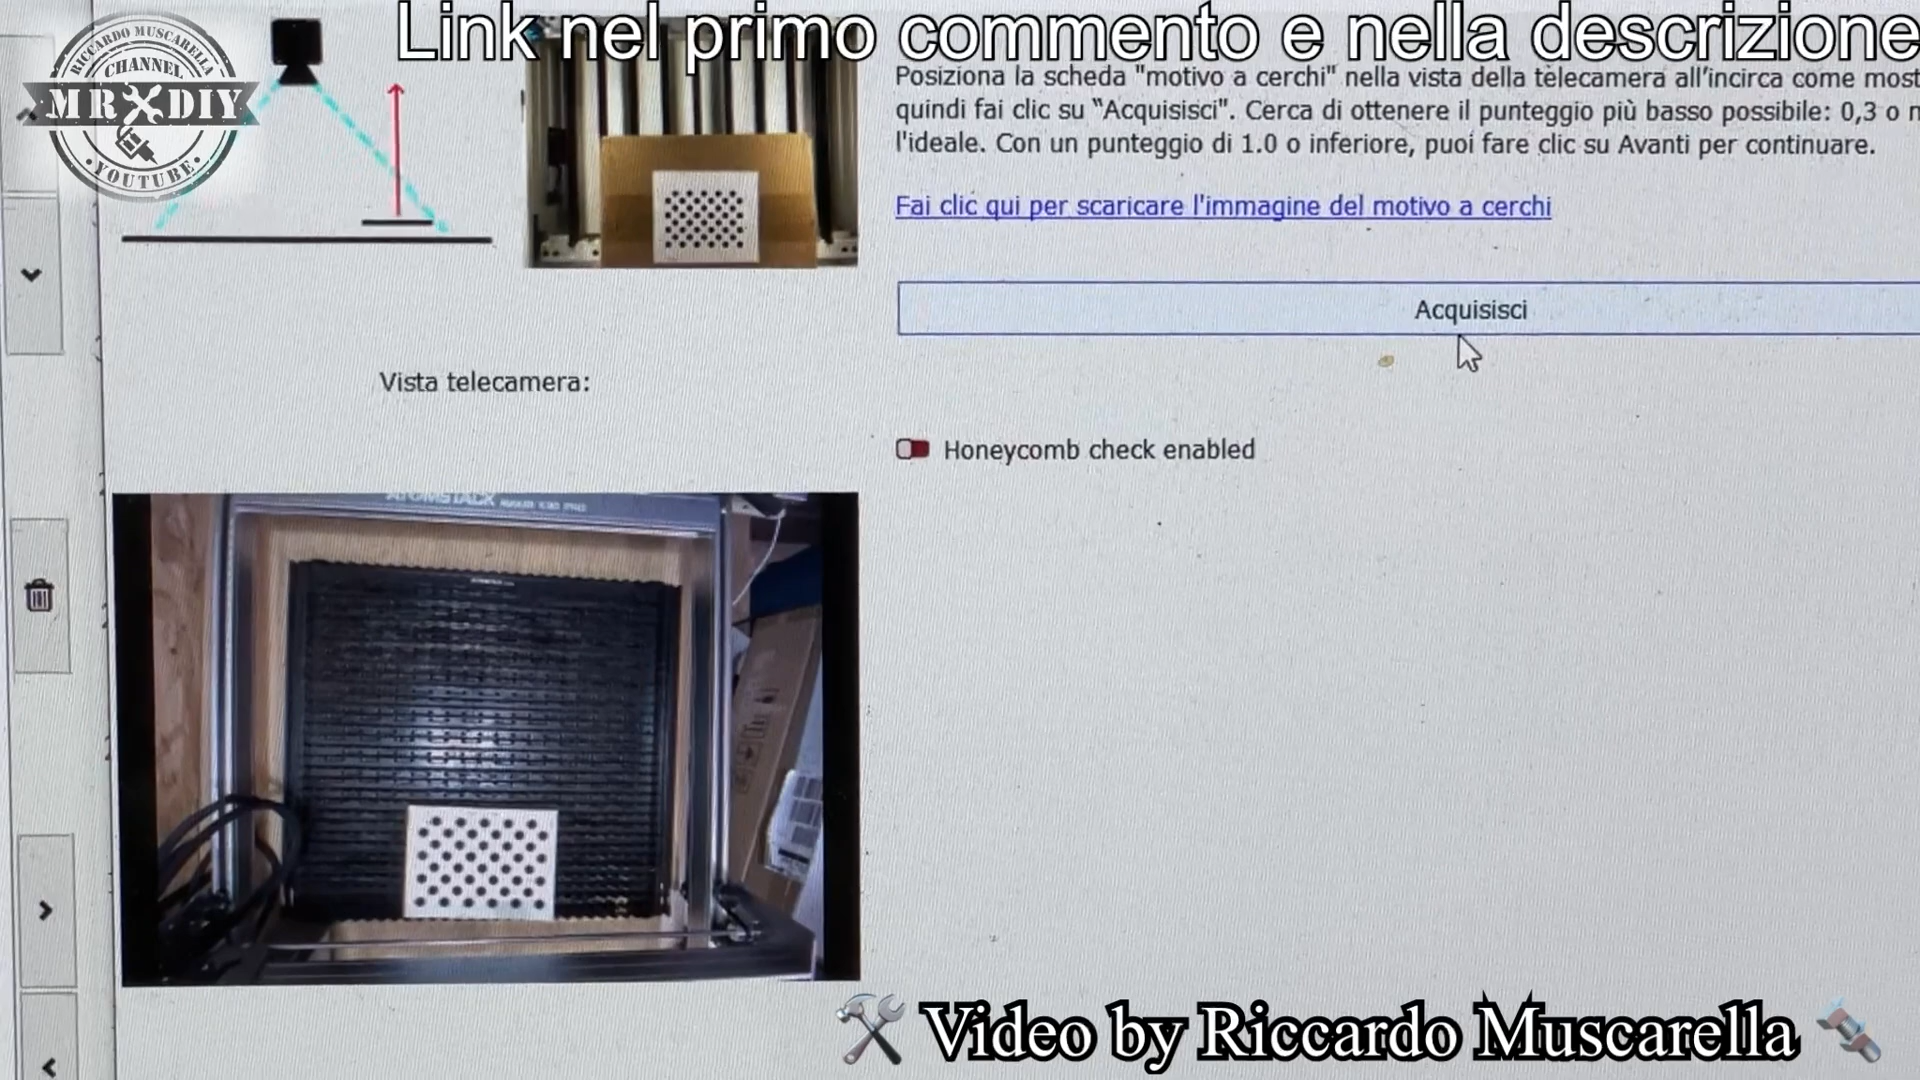 Link nel primo commento e nella descrizione
RICCARDO MUSCARELLA
CHANNEL
MR DIY
YOUTUBE
Posiziona la scheda "motivo a cerchi" nella vista della telecamera all'incirca come most
quindi fai clic su “Acquisisci". Cerca di ottenere il punteggio più basso possibile: 0,3 o
l'ideale. Con un punteggio di 1.0 o inferiore, puoi fare clic su Avanti per continuare.
Fai clic qui per scaricare l'immagine del motivo a cerchi
Acquisisci
Vista telecamera:
Honeycomb check enabled
ATOMSTACK
Video by Riccardo Muscarella